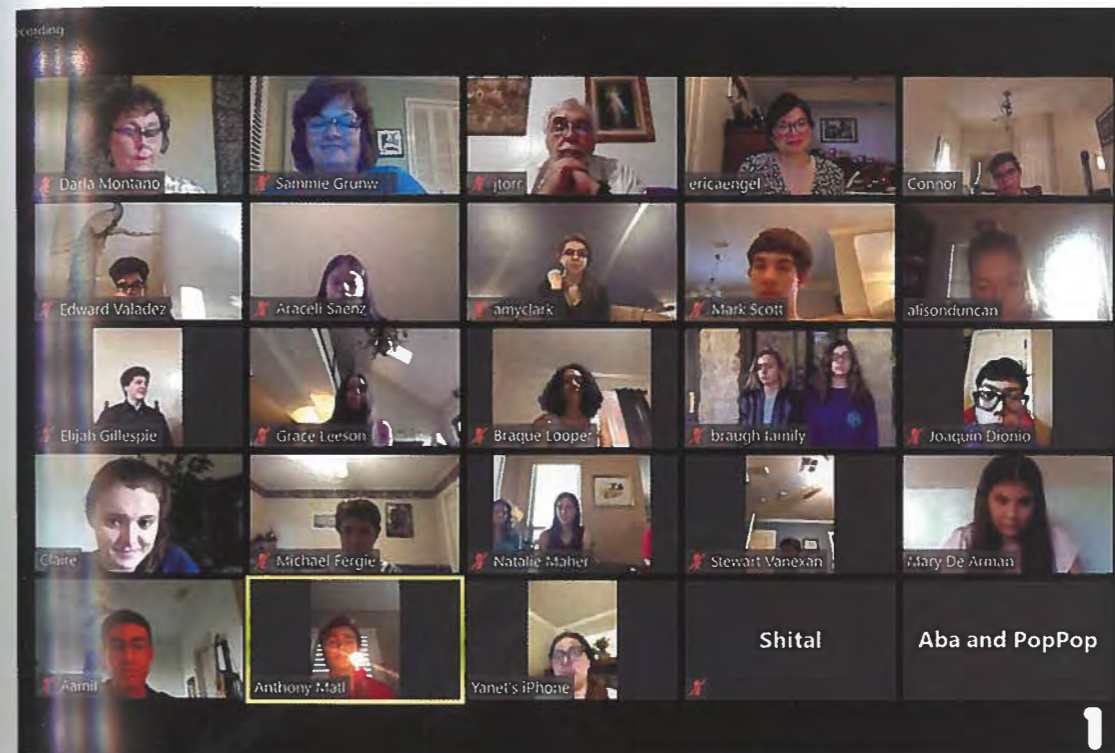 recording
Darla Montano
Sammie Grunw
jtorr
ericaengel
Connor
Edward Valadez
Araceli Saenz
amyclark
Mark Scott
alisonduncan
Elijah Gillespie
Grace Leeson
Braque Looper
braugh family
Joaquin Dionio
Claire
Michael Fergie
Natalie Maher
Stewart Vanexan
Mary De Arman
Aamil
Anthony Matl
Yanet's iPhone
Shital
Aba and PopPop
1